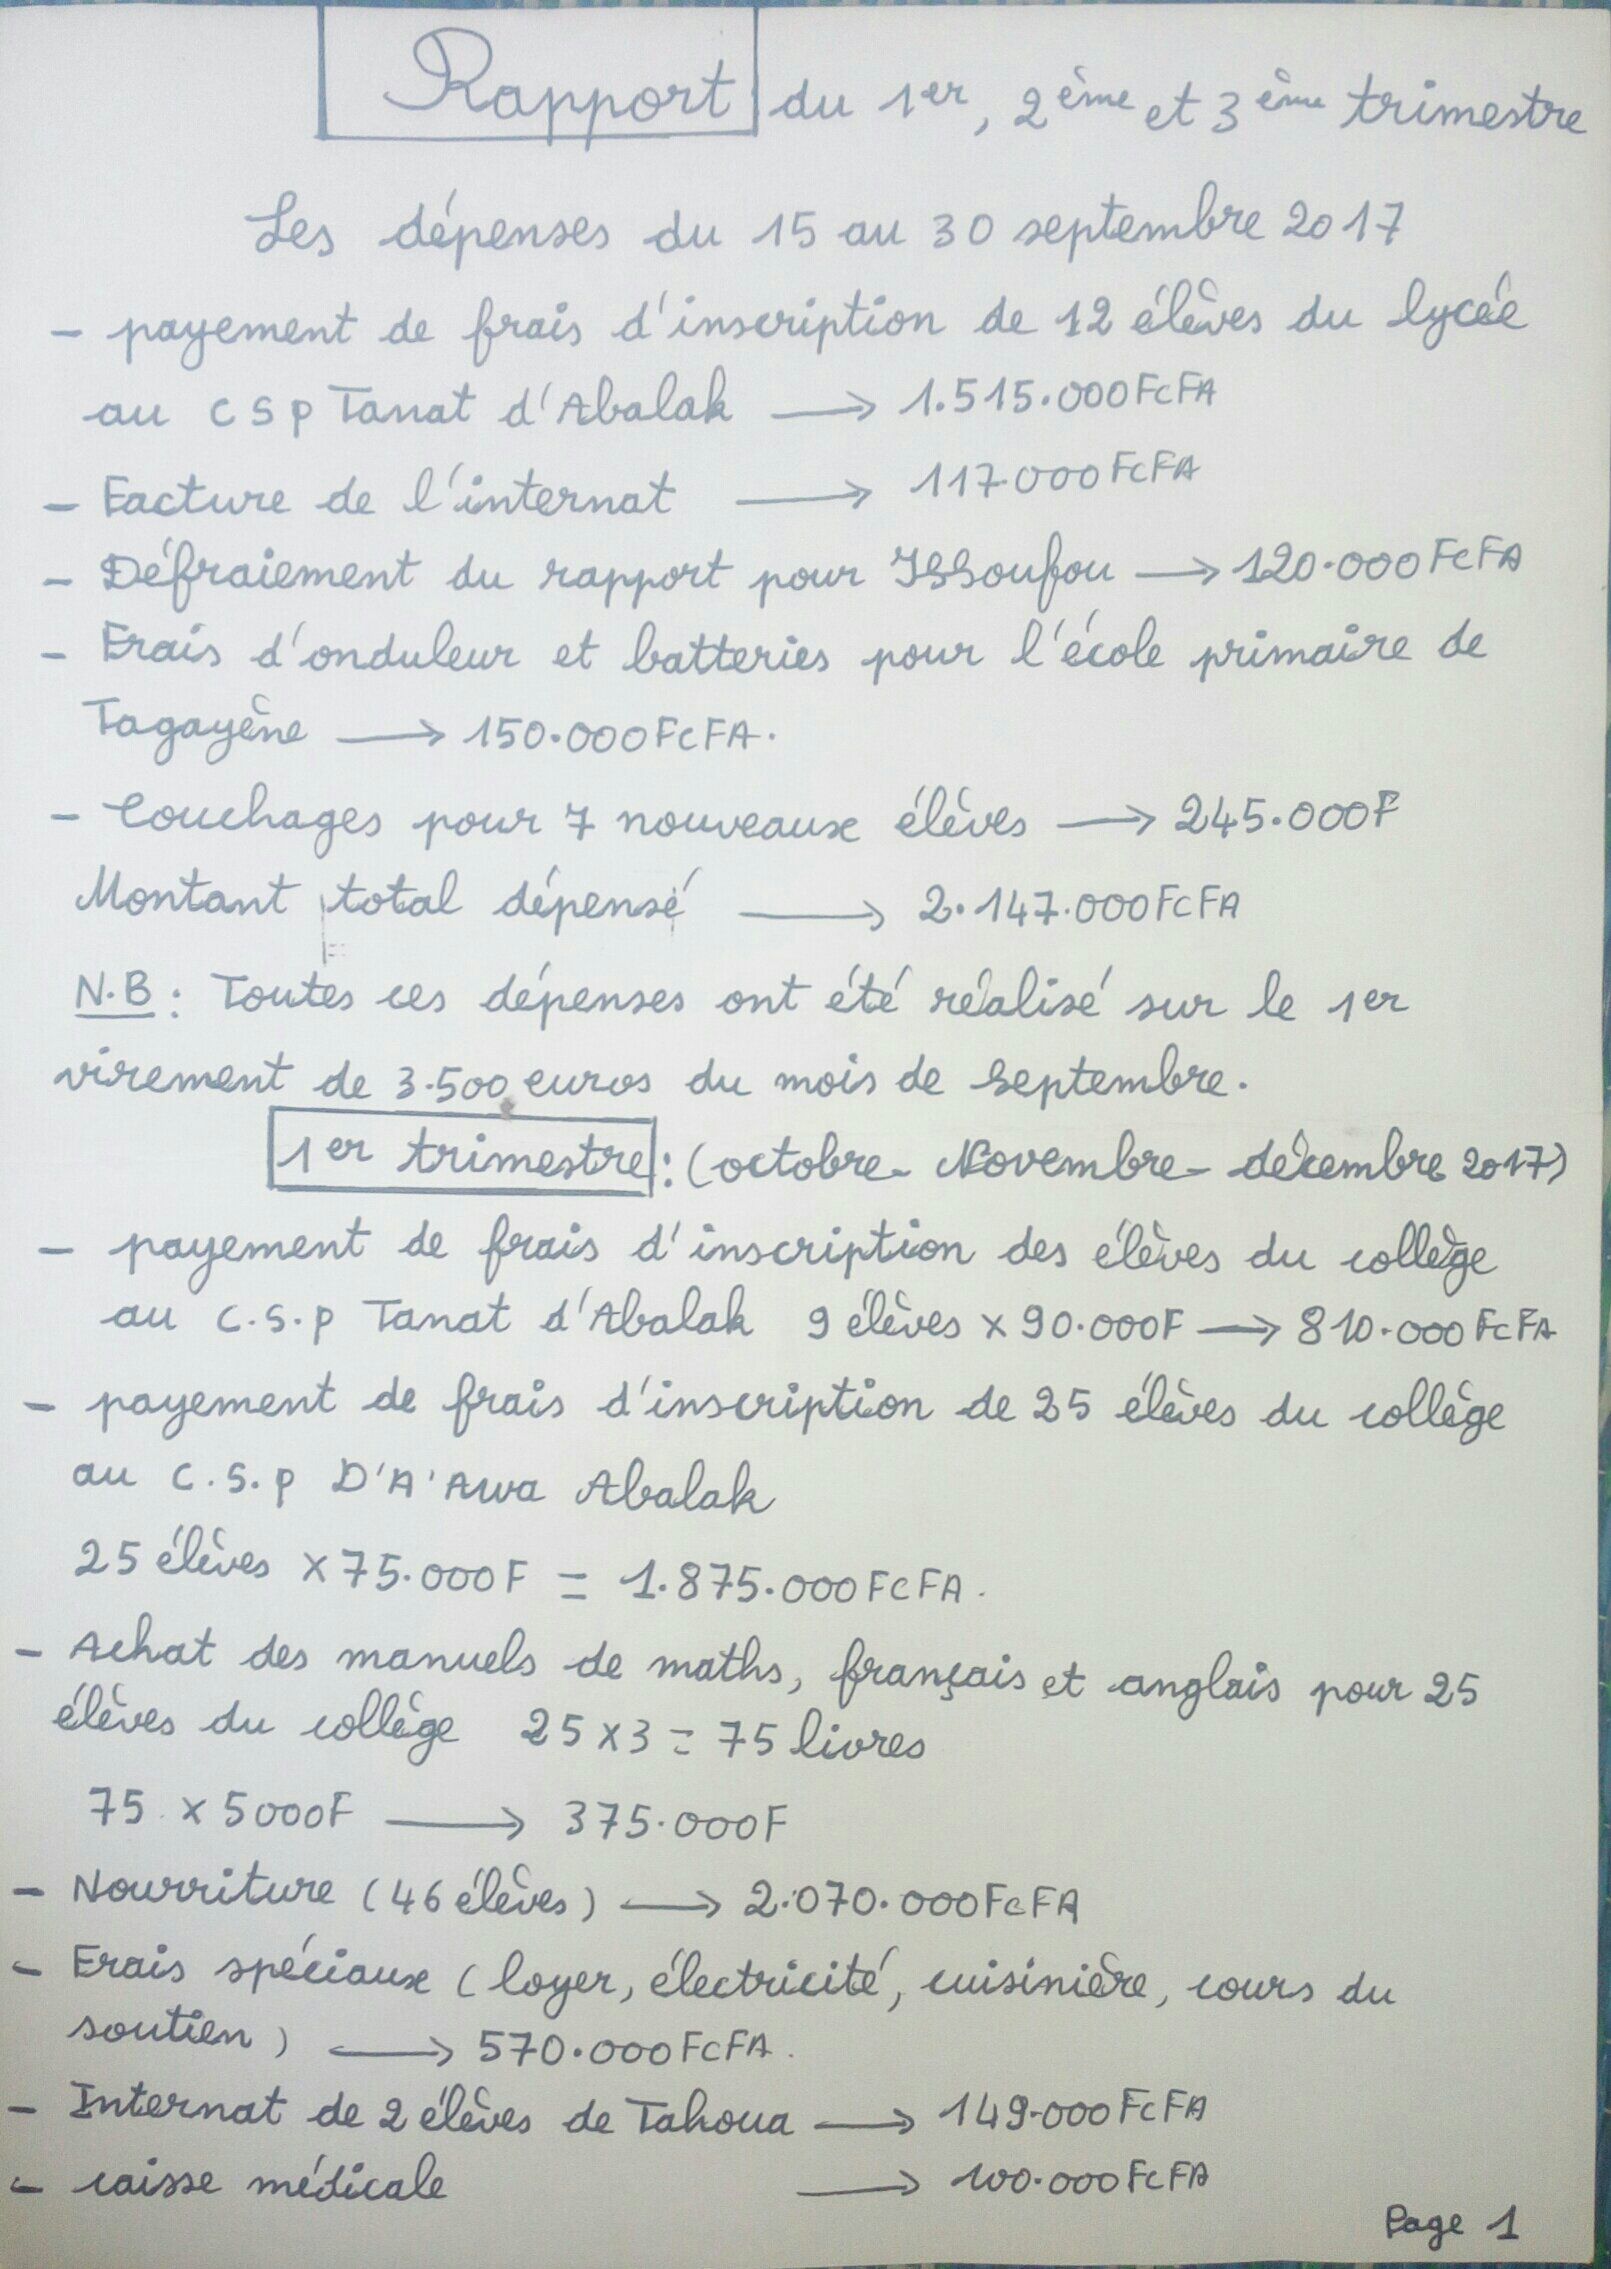 Rapport du 1er, 2ème et 3ème trimestre
Les dépenses du 15 au 30 septembre 2017
- payement de frais d'inscription de 12 élèves du lycée
au CSP Tanat d'Abalak → 1.515.000FCFA
- Facture de l'internat → 117.000FCFA
- Défraiement du rapport pour Issoufou → 120.000FCFA
- Frais d'onduleur et batteries pour l'école primaire de
Tagayène → 150.000FCFA.
- Couchages pour 7 nouveaux élèves → 245.000F
Montant total dépensé → 2.147.000FCFA
N.B : Toutes ces dépenses ont été réalisé sur le 1er
virement de 3.500 euros du mois de septembre.
1er trimestre : (octobre - Novembre - décembre 2017)
- payement de frais d'inscription des élèves du collège
au C.S.P Tanat d'Abalak 9 élèves x 90.000F → 810.000FCFA
- payement de frais d'inscription de 25 élèves du collège
au C.S.P D'A'Awa Abalak
25 élèves x 75.000F = 1.875.000FCFA.
- Achat des manuels de maths, français et anglais pour 25
élèves du collège 25 x 3 = 75 livres
75 x 5000F → 375.000F
- Nourriture (46 élèves) → 2.070.000FCFA
- Frais spéciaux (loyer, électricité, cuisinière, cours du
soutien) → 570.000FCFA.
- Internat de 2 élèves de Tahoua → 149.000FCFA
- caisse médicale → 100.000FCFA
Page 1